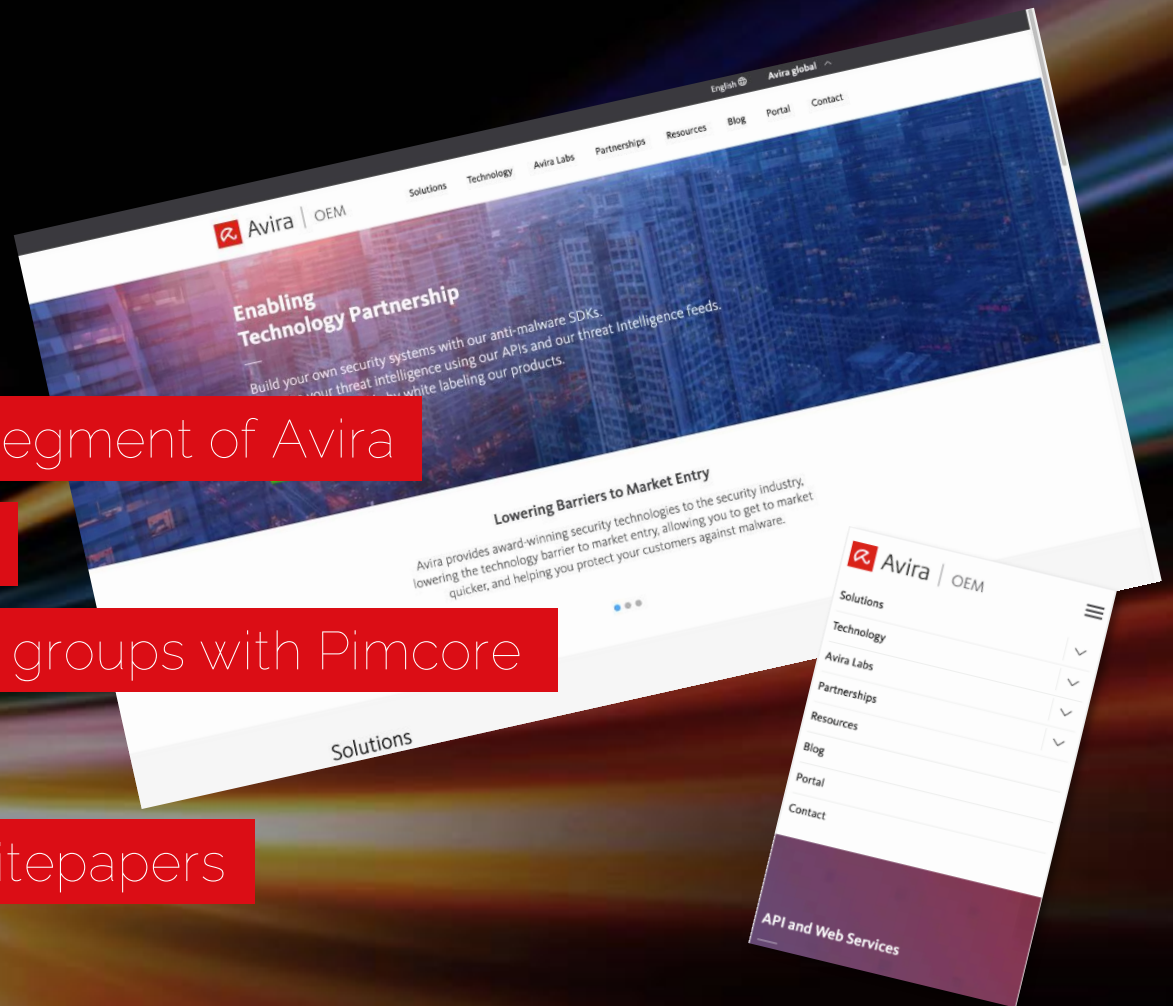 English
Avira global
Avira | OEM
Solutions
Technology
Avira Labs
Partnerships
Resources
Blog
Portal
Contact
Enabling
Technology Partnership
Build your own security systems with our anti-malware SDKs.
your threat intelligence using our APIs and our threat Intelligence feeds.
by white labeling our products.
egment of Avira
Lowering Barriers to Market Entry
Avira provides award-winning security technologies to the security industry,
lowering the technology barrier to market entry, allowing you to get to market
quicker, and helping you protect your customers against malware.
groups with Pimcore
Solutions
itepapers
Avira | OEM
Solutions
Technology
Avira Labs
Partnerships
Resources
Blog
Portal
Contact
API and Web Services